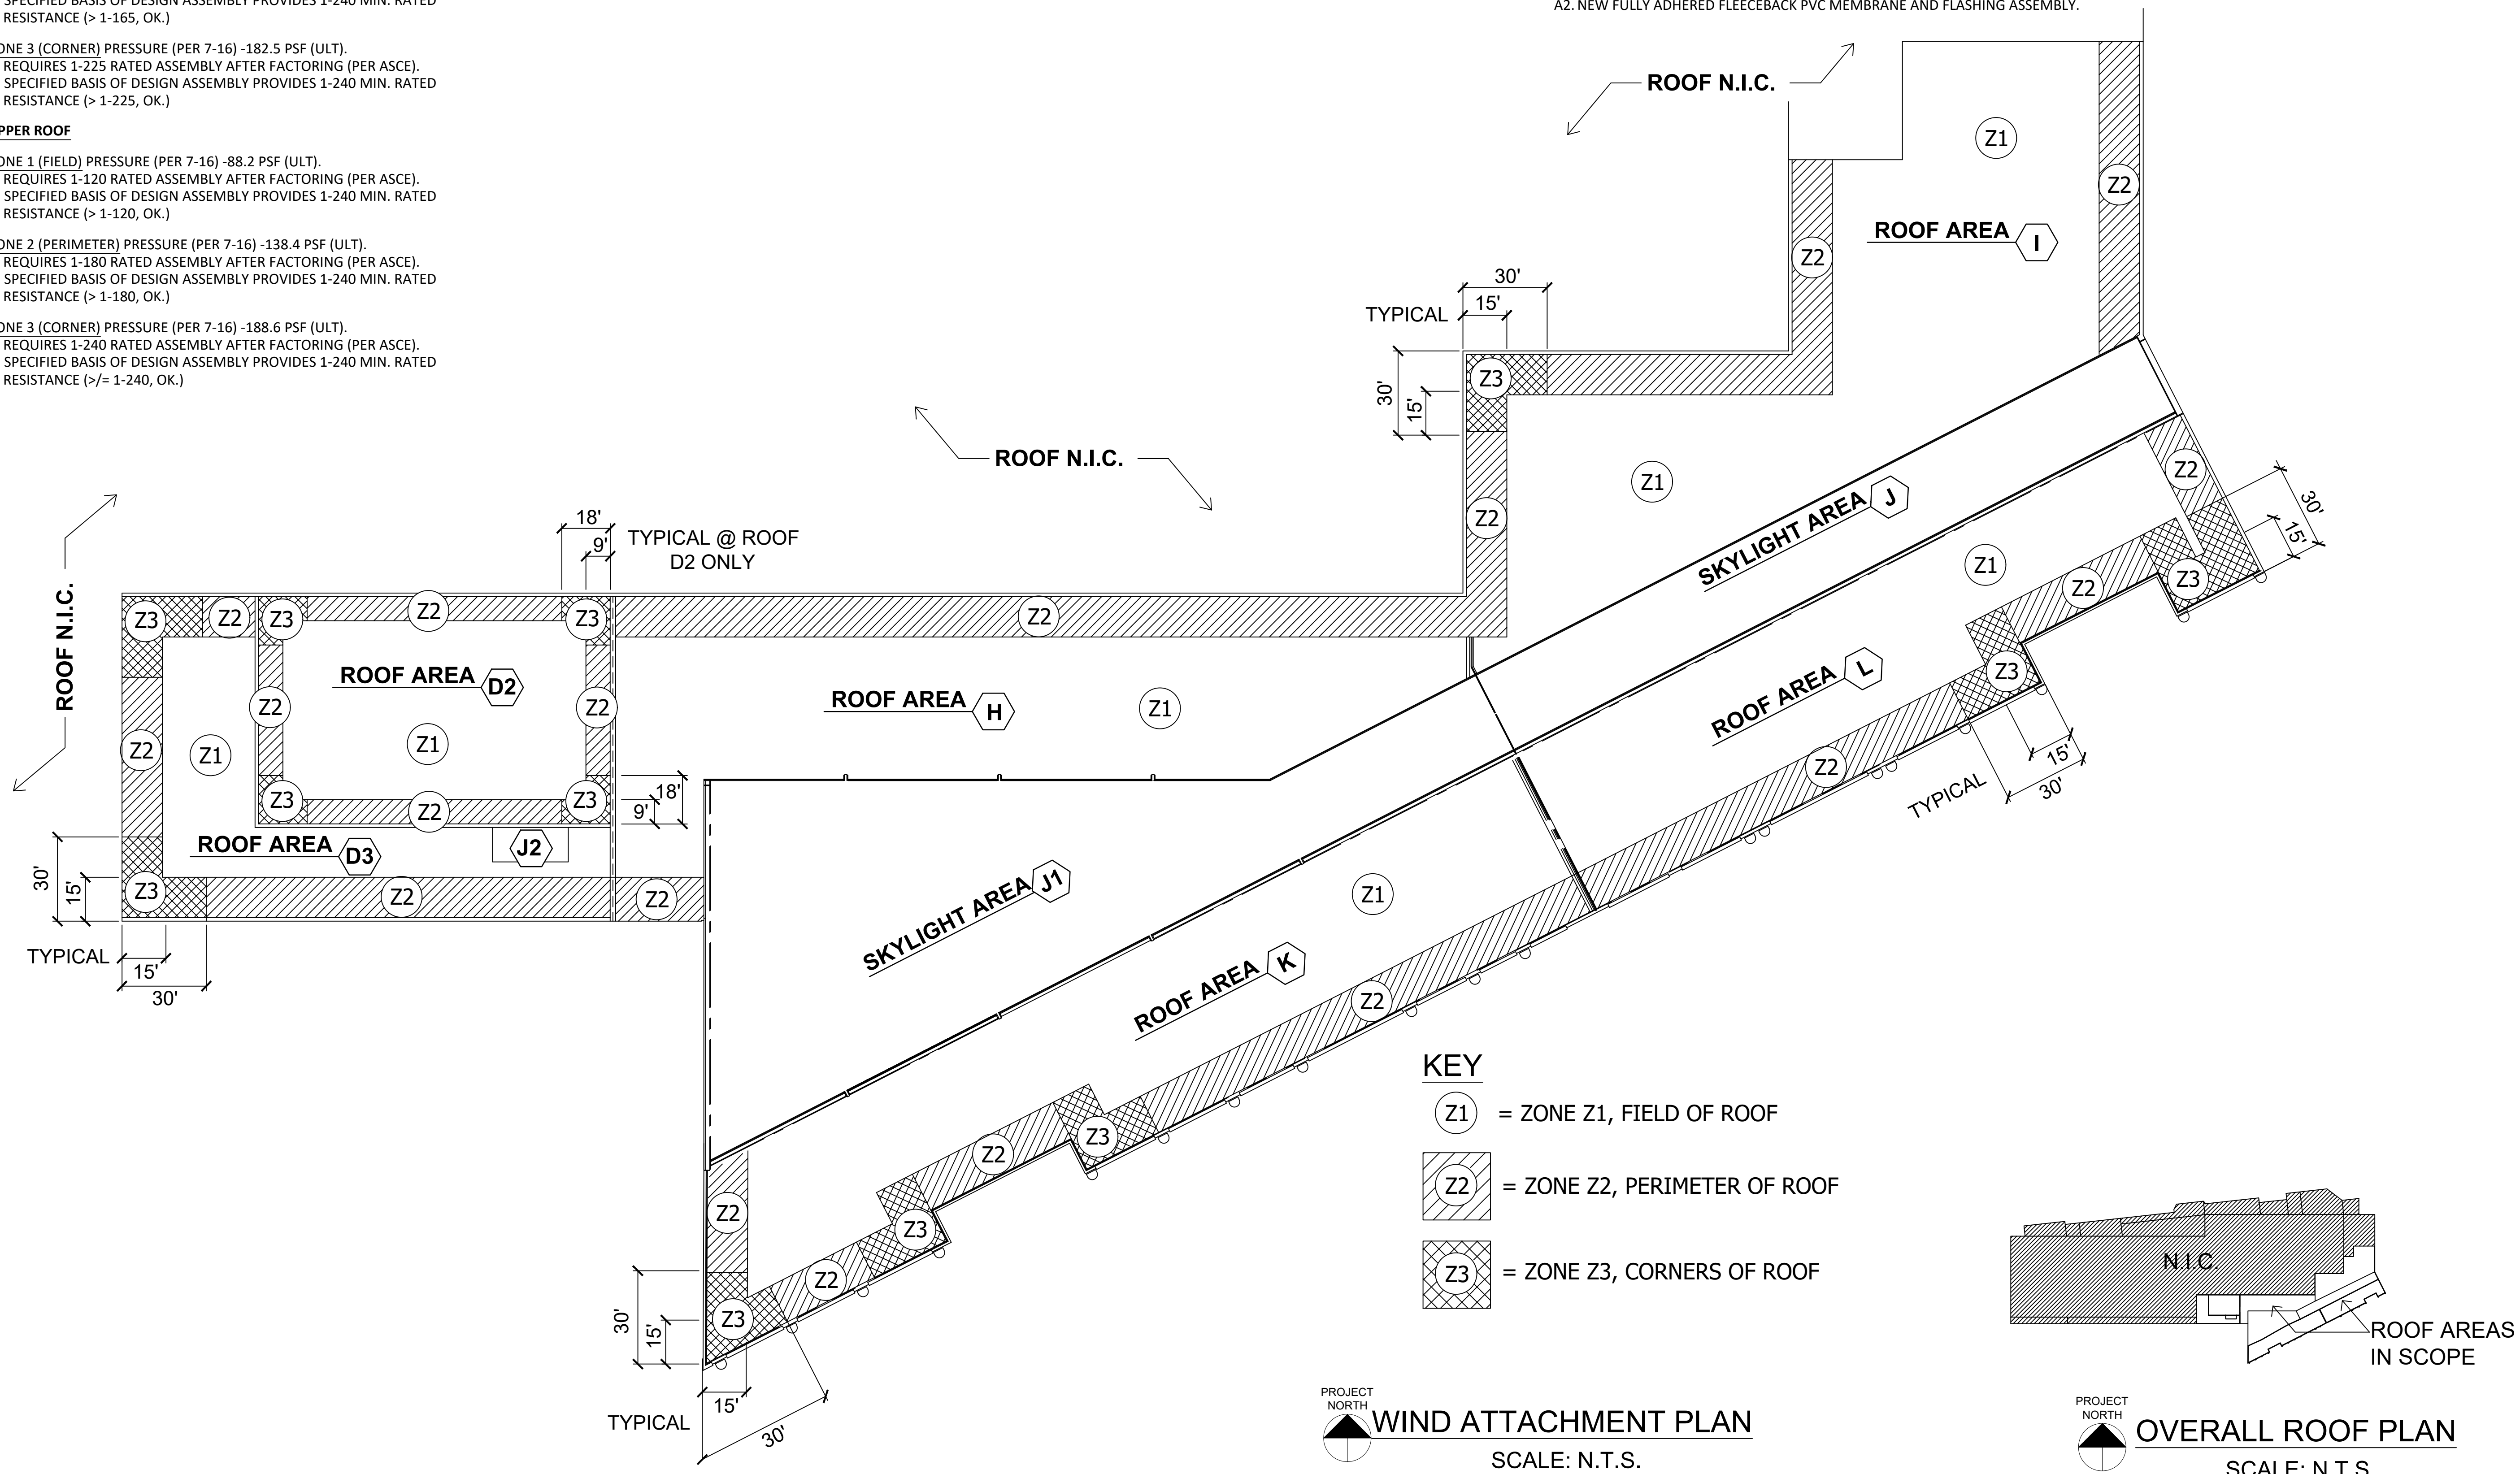 SPECIFIED BASIS OF DESIGN ASSEMBLY PROVIDES 1-240 MIN. RATED
RESISTANCE (> 1-165, OK.)
ONE 3 (CORNER) PRESSURE (PER 7-16) -182.5 PSF (ULT).
REQUIRES 1-225 RATED ASSEMBLY AFTER FACTORING (PER ASCE).
SPECIFIED BASIS OF DESIGN ASSEMBLY PROVIDES 1-240 MIN. RATED
RESISTANCE (> 1-225, OK.)
PPER ROOF
ONE 1 (FIELD) PRESSURE (PER 7-16) -88.2 PSF (ULT).
REQUIRES 1-120 RATED ASSEMBLY AFTER FACTORING (PER ASCE).
SPECIFIED BASIS OF DESIGN ASSEMBLY PROVIDES 1-240 MIN. RATED
RESISTANCE (> 1-120, OK.)
ONE 2 (PERIMETER) PRESSURE (PER 7-16) -138.4 PSF (ULT).
REQUIRES 1-180 RATED ASSEMBLY AFTER FACTORING (PER ASCE).
SPECIFIED BASIS OF DESIGN ASSEMBLY PROVIDES 1-240 MIN. RATED
RESISTANCE (> 1-180, OK.)
ONE 3 (CORNER) PRESSURE (PER 7-16) -188.6 PSF (ULT).
REQUIRES 1-240 RATED ASSEMBLY AFTER FACTORING (PER ASCE).
SPECIFIED BASIS OF DESIGN ASSEMBLY PROVIDES 1-240 MIN. RATED
RESISTANCE (>/= 1-240, OK.)
A2. NEW FULLY ADHERED FLEECEBACK PVC MEMBRANE AND FLASHING ASSEMBLY.
ROOF N.I.C.
Z1
Z2
ROOF AREA I
Z2
30'
15'
TYPICAL
30'
15'
Z3
Z2
Z1
ROOF N.I.C.
ROOF N.I.C.
18'
9'
TYPICAL @ ROOF
D2 ONLY
Z3
Z2
Z3
Z2
Z3
Z2
ROOF AREA D2
Z2
Z2
Z1
Z2
Z1
Z3
Z2
Z3
18'
9'
ROOF AREA H
Z1
ROOF AREA D3
J2
Z3
Z2
Z2
30'
15'
TYPICAL
15'
30'
SKYLIGHT AREA J
Z1
Z2
30'
15'
Z3
Z2
Z3
ROOF AREA L
Z2
15'
30'
TYPICAL
SKYLIGHT AREA J1
Z1
ROOF AREA K
Z2
Z3
Z2
Z3
Z2
Z2
Z3
30'
15'
15'
30'
TYPICAL
KEY
Z1 = ZONE Z1, FIELD OF ROOF
Z2 = ZONE Z2, PERIMETER OF ROOF
Z3 = ZONE Z3, CORNERS OF ROOF
N.I.C.
ROOF AREAS
IN SCOPE
PROJECT
NORTH
WIND ATTACHMENT PLAN
SCALE: N.T.S.
PROJECT
NORTH
OVERALL ROOF PLAN
SCALE: N.T.S.